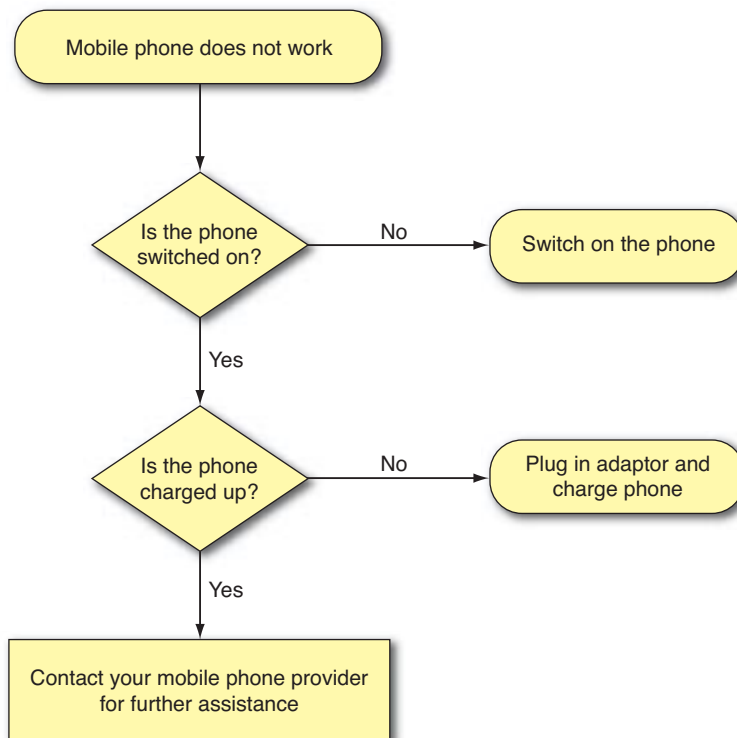 Mobile phone does not work
Is the phone
switched on?
No
Switch on the phone
Yes
Is the phone
charged up?
No
Plug in adaptor and
charge phone
Yes
Contact your mobile phone provider
for further assistance